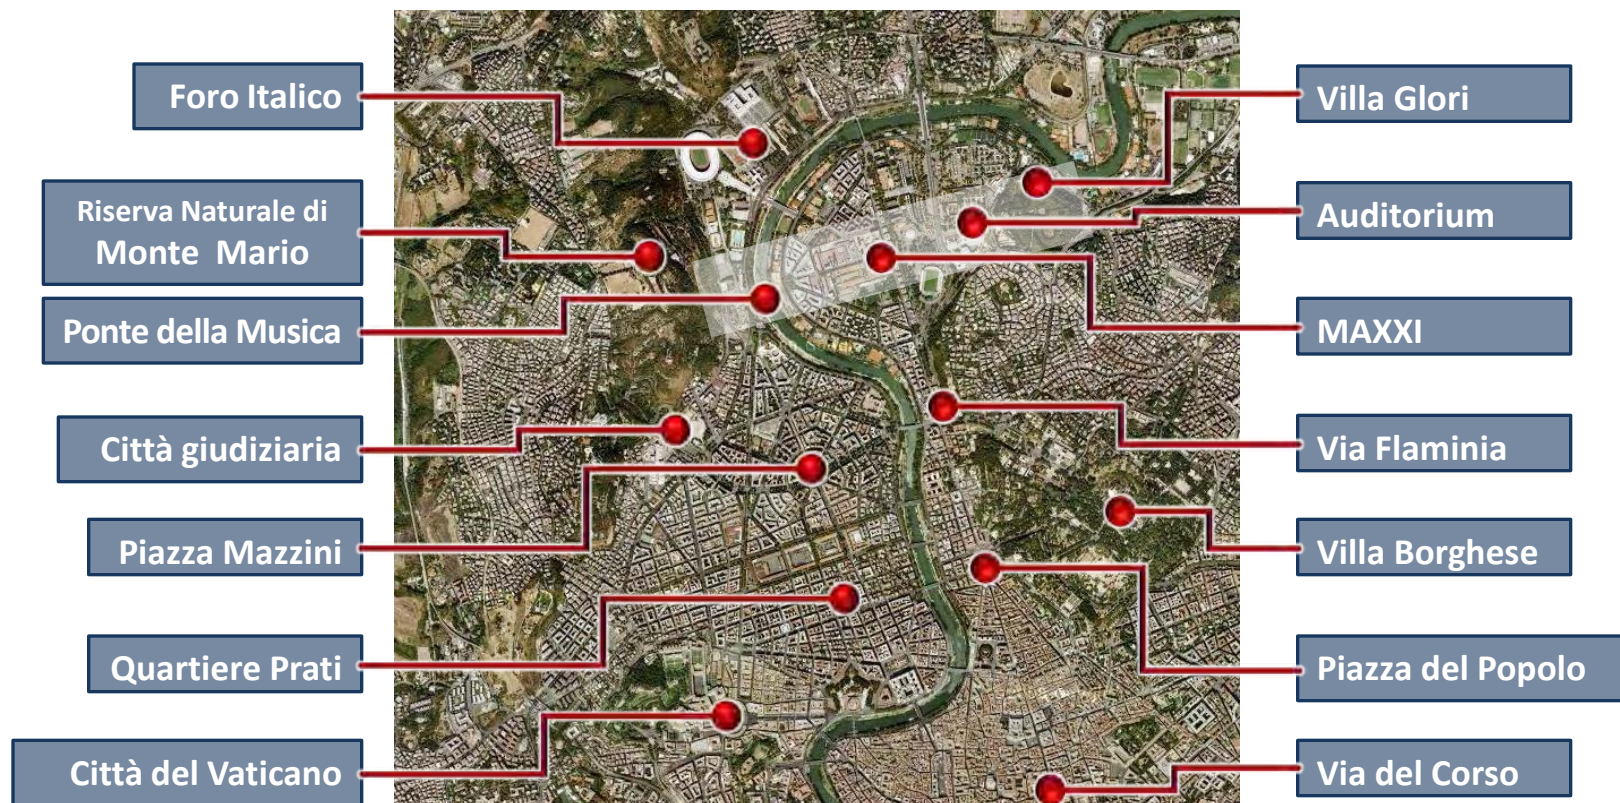 Foro Italico
Riserva Naturale di
Monte Mario
Ponte della Musica
Città giudiziaria
Piazza Mazzini
Quartiere Prati
Città del Vaticano
Villa Glori
Auditorium
MAXXI
Via Flaminia
Villa Borghese
Piazza del Popolo
Via del Corso